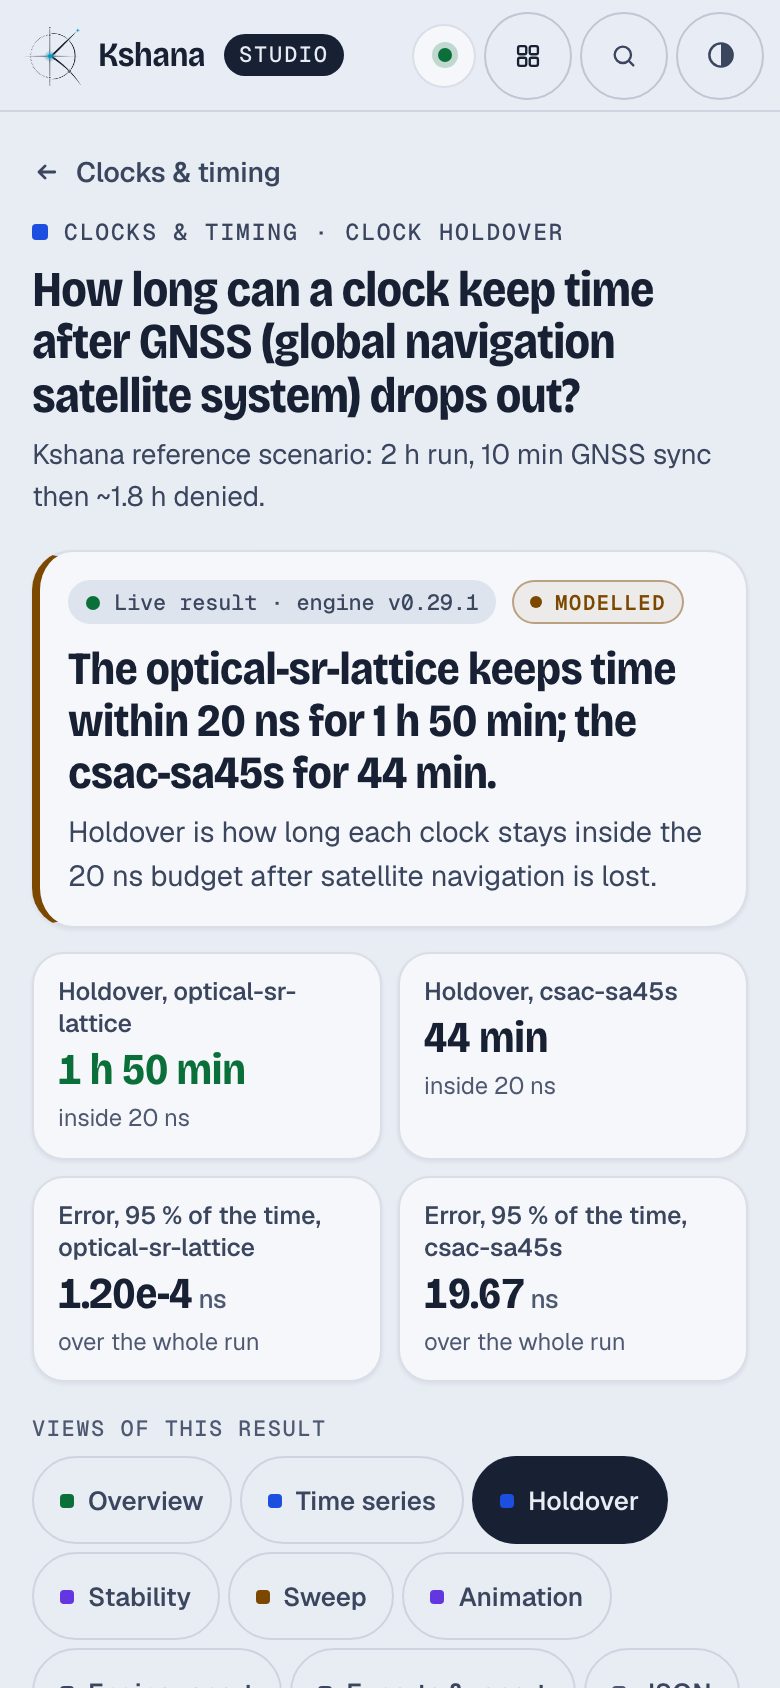 Kshana STUDIO
← Clocks & timing
CLOCKS & TIMING · CLOCK HOLDOVER
How long can a clock keep time
after GNSS (global navigation
satellite system) drops out?
Kshana reference scenario: 2 h run, 10 min GNSS sync
then ~1.8 h denied.
Live result · engine v0.29.1
MODELLED
The optical-sr-lattice keeps time
within 20 ns for 1 h 50 min; the
csac-sa45s for 44 min.
Holdover is how long each clock stays inside the
20 ns budget after satellite navigation is lost.
Holdover, optical-sr-
lattice
1 h 50 min
inside 20 ns
Holdover, csac-sa45s
44 min
inside 20 ns
Error, 95 % of the time,
optical-sr-lattice
1.20e-4 ns
over the whole run
Error, 95 % of the time,
csac-sa45s
19.67 ns
over the whole run
VIEWS OF THIS RESULT
Overview
Time series
Holdover
Stability
Sweep
Animation
JSON